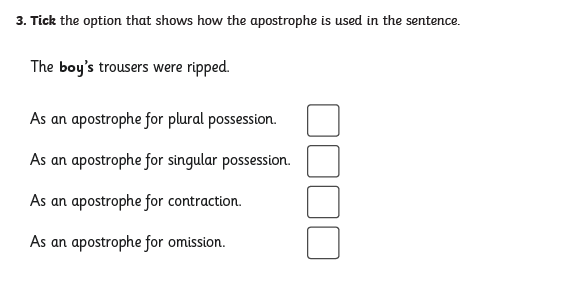 3. Tick the option that shows how the apostrophe is used in the sentence.
The boy's trousers were ripped.
As an apostrophe for plural possession.
As an apostrophe for singular possession.
As an apostrophe for contraction.
As an apostrophe for omission.